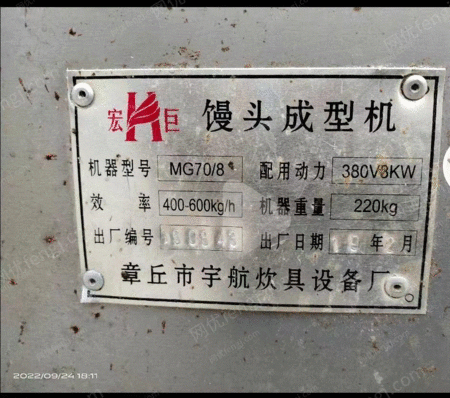 宏 巨 馒头成型机
机器型号 MG70/8 配用动力 380V3KW
效 率 400-600kg/h 机器重量 220kg
出厂编号 出厂日期 年2月
章丘市宇航炊具设备厂
2022/09/24 18:11